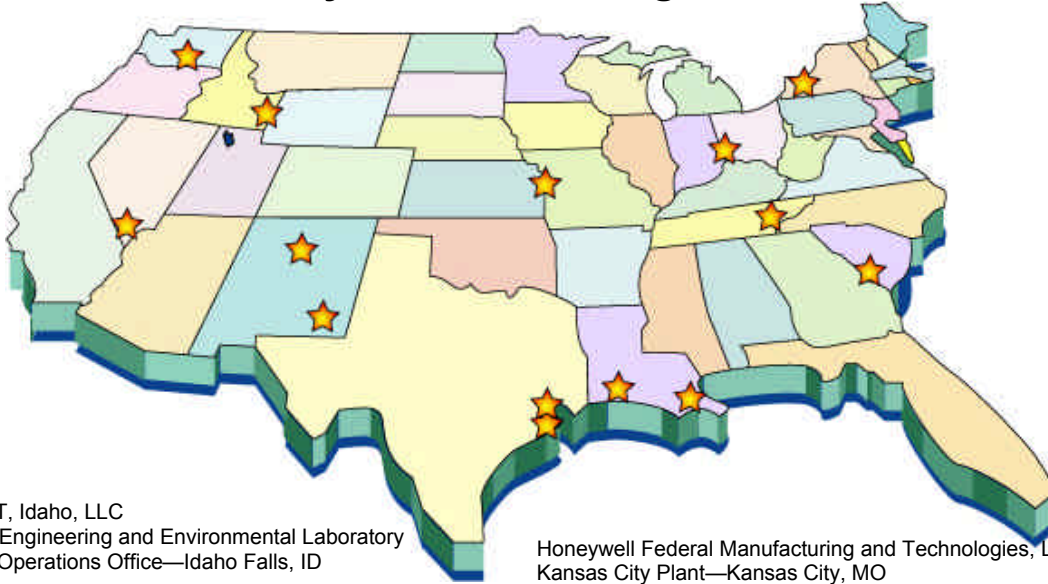 T, Idaho, LLC
Engineering and Environmental Laboratory
Operations Office—Idaho Falls, ID
Honeywell Federal Manufacturing and Technologies, L
Kansas City Plant—Kansas City, MO